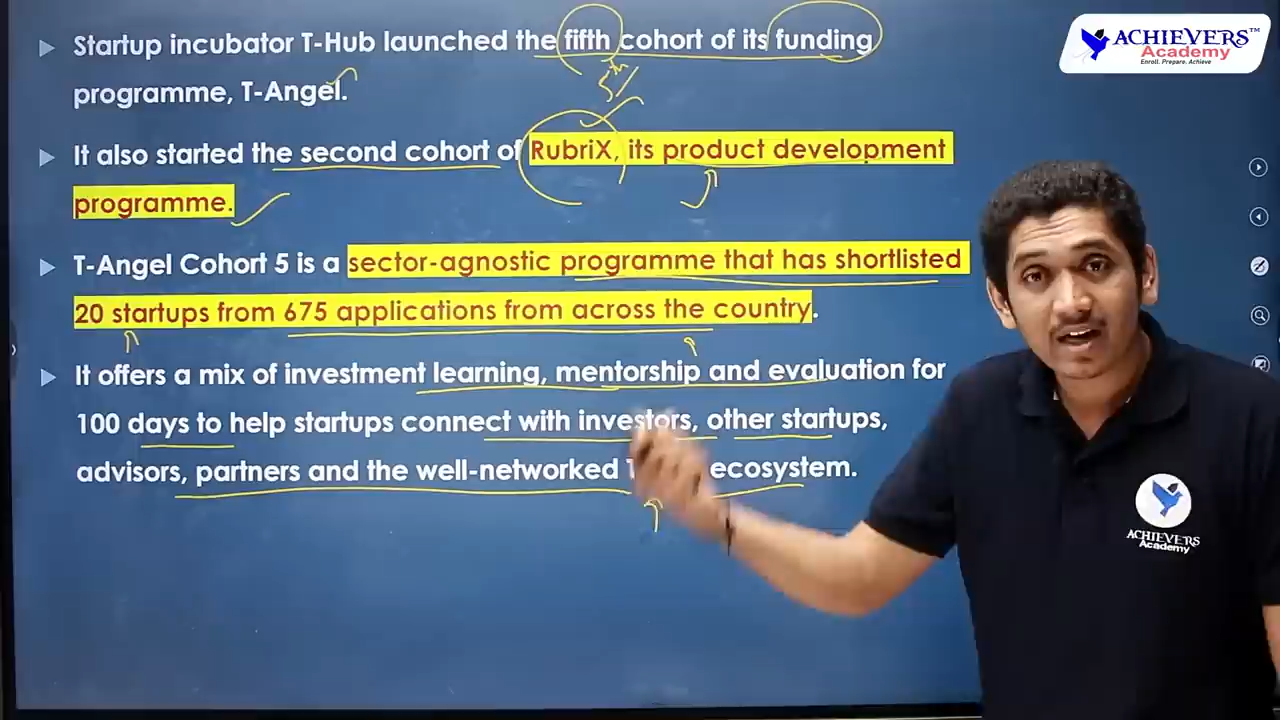 Startup incubator T-Hub launched the fifth cohort of its funding
programme, T-Angel.
It also started the second cohort of RubriX, its product development
programme.
T-Angel Cohort 5 is a sector-agnostic programme that has shortlisted
20 startups from 675 applications from across the country.
It offers a mix of investment learning, mentorship and evaluation for
100 days to help startups connect with investors, other startups,
advisors, partners and the well-networked ecosystem.
ACHIEVERS™
Academy
Enroll. Prepare. Achieve
ACHIEVERS
Academy